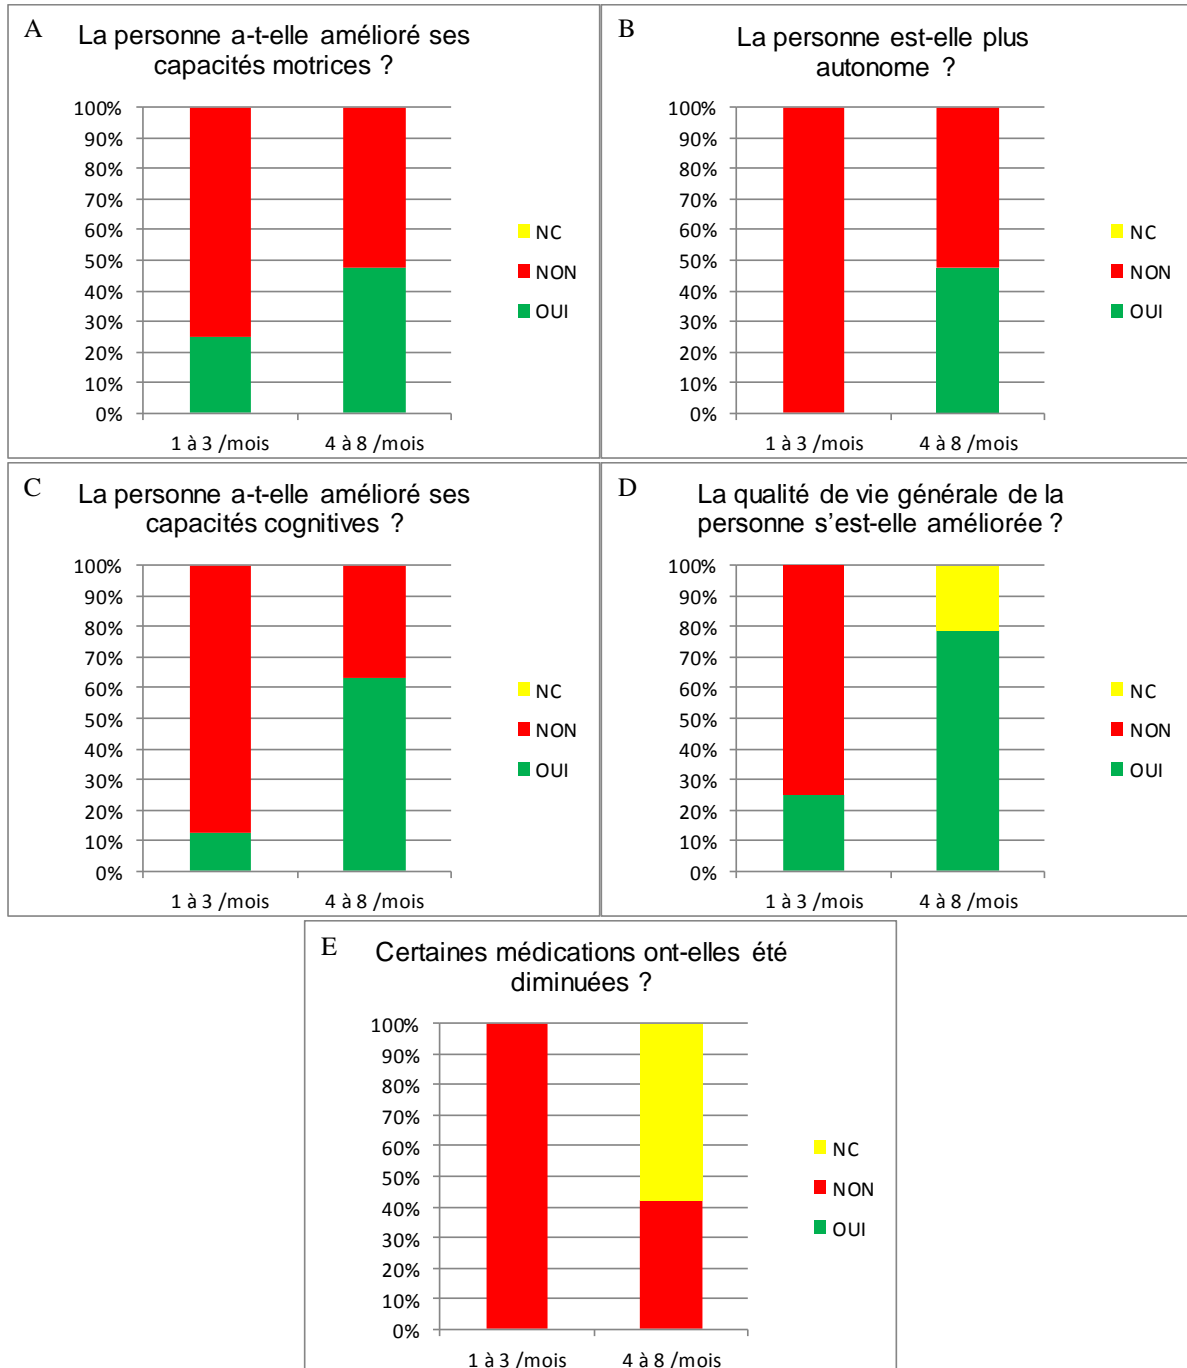 A
La personne a-t-elle amélioré ses
capacités motrices ?
100%
90%
80%
70%
60%
50%
40%
30%
20%
10%
0%
1 à 3 /mois
4 à 8 /mois
NC
NON
OUI
B
La personne est-elle plus
autonome ?
100%
90%
80%
70%
60%
50%
40%
30%
20%
10%
0%
1 à 3 /mois
4 à 8 /mois
NC
NON
OUI
C
La personne a-t-elle amélioré ses
capacités cognitives ?
100%
90%
80%
70%
60%
50%
40%
30%
20%
10%
0%
1 à 3 /mois
4 à 8 /mois
NC
NON
OUI
D
La qualité de vie générale de la
personne s’est-elle améliorée ?
100%
90%
80%
70%
60%
50%
40%
30%
20%
10%
0%
1 à 3 /mois
4 à 8 /mois
NC
NON
OUI
E
Certaines médications ont-elles été
diminuées ?
100%
90%
80%
70%
60%
50%
40%
30%
20%
10%
0%
1 à 3 /mois
4 à 8 /mois
NC
NON
OUI